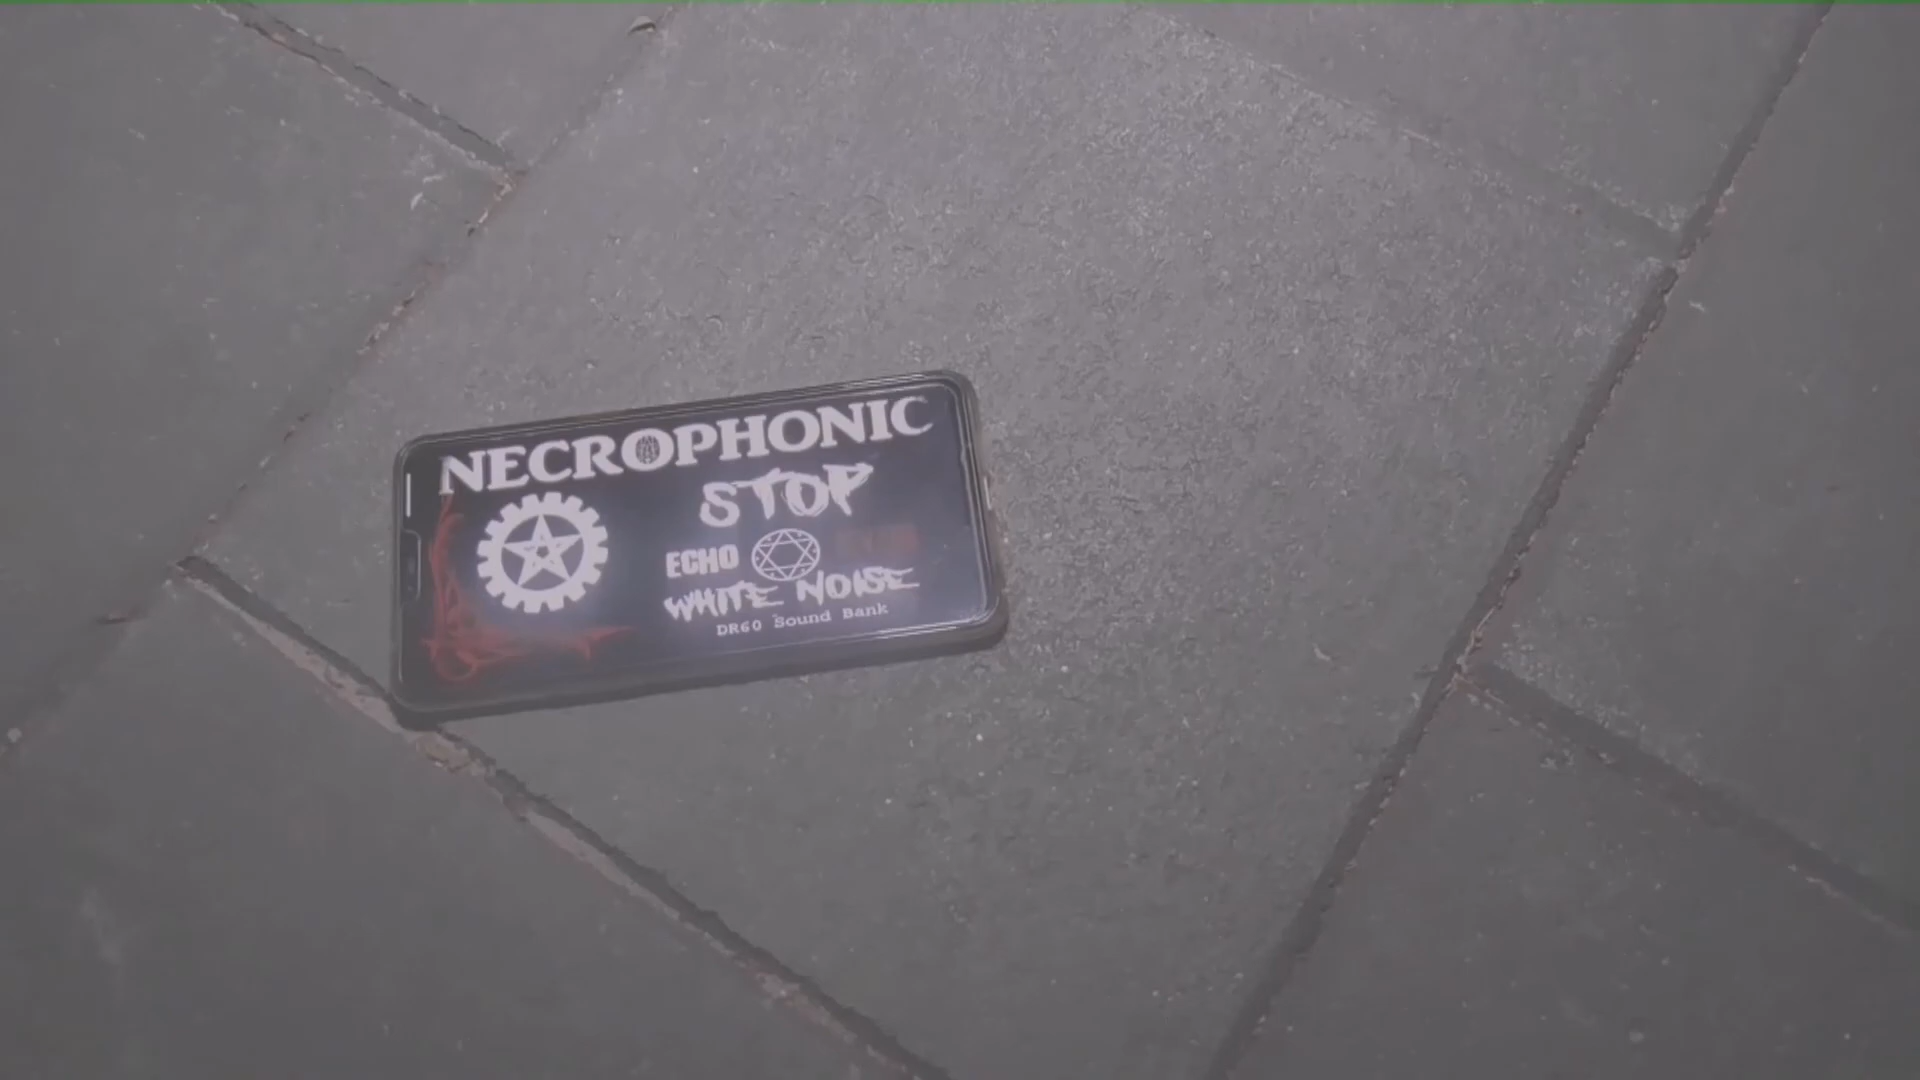 NECROPHONIC
STOP
ECHO
WHITE NOISE
DR60 Sound Bank